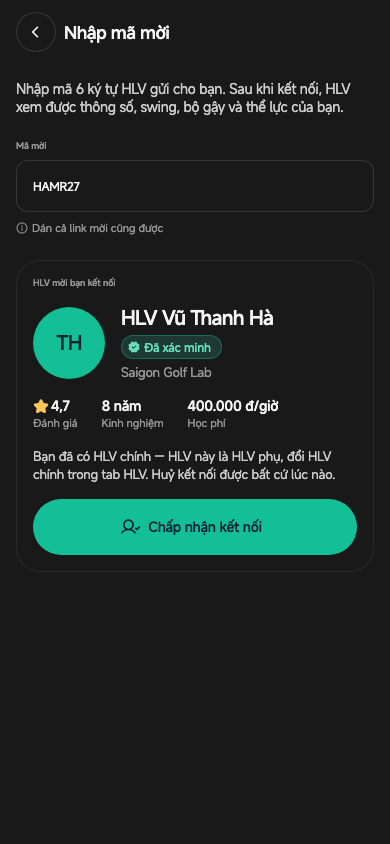 Nhập mã mời
Nhập mã 6 ký tự HLV gửi cho bạn. Sau khi kết nối, HLV
xem được thông số, swing, bộ gậy và thể lực của bạn.
Mã mời
HAMR27
Dán cả link mời cũng được
HLV mời bạn kết nối
TH
HLV Vũ Thanh Hà
Đã xác minh
Saigon Golf Lab
4,7 8 năm 400.000 đ/giờ
Đánh giá Kinh nghiệm Học phí
Bạn đã có HLV chính — HLV này là HLV phụ, đổi HLV
chính trong tab HLV. Huỷ kết nối được bất cứ lúc nào.
Chấp nhận kết nối